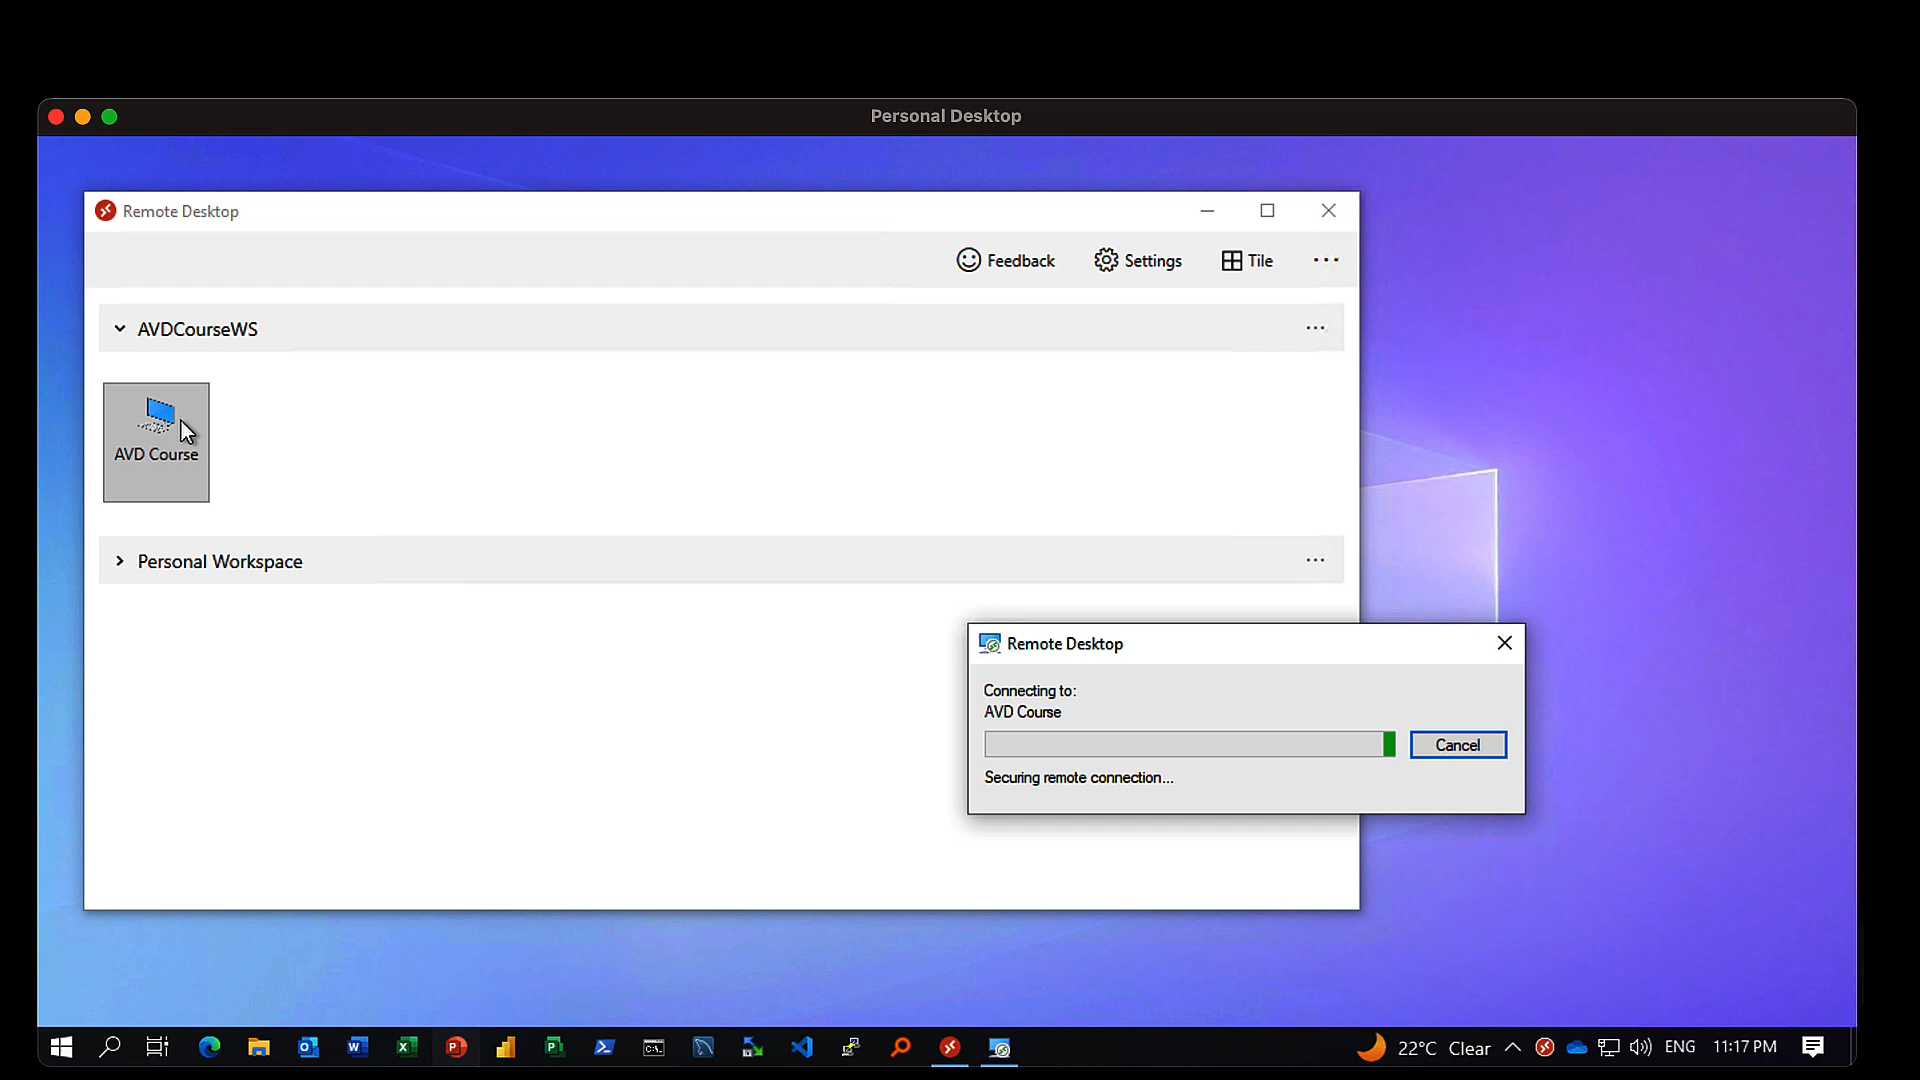 Personal Desktop
Remote Desktop
Feedback
Settings
Tile
AVDCourseWS
AVD Course
Personal Workspace
Remote Desktop
Connecting to:
AVD Course
Cancel
Securing remote connection...
22°C Clear
ENG
11:17 PM